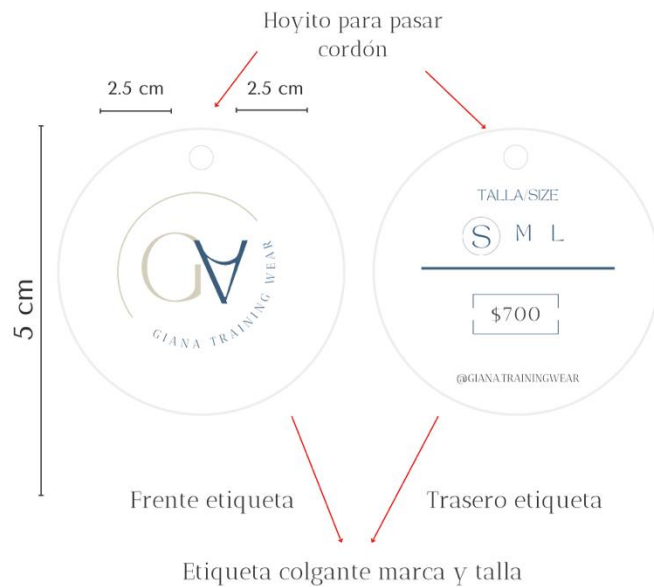 Hoyito para pasar
cordón
2.5 cm
2.5 cm
5 cm
GA
GIANA TRAINING WEAR
TALLA/SIZE
S M L
$700
@GIANA.TRAININGWEAR
Frente etiqueta
Trasero etiqueta
Etiqueta colgante marca y talla